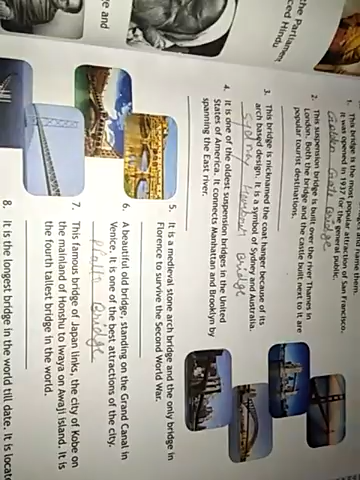 the Parliament
ced Hindu
ge and
and name them.
1. This bridge is the most popular attraction of San Francisco.
it was opened in 1937 for the general public.
Golden Gate Bridge
2. This suspension bridge is built over the river Thames in
London. Both the bridge and the castle built next to it are
popular tourist destinations.
3. This bridge is nicknamed the coat hanger because of its
arch based design. It is a symbol of Sydney and Australia.
Sydney Harbour Bridge
4. It is one of the oldest suspension bridges in the United
States of America. It connects Manhattan and Brooklyn by
spanning the East river.
5. It is a medieval stone arch bridge and the only bridge in
Florence to survive the Second World War.
6. A beautiful old bridge, standing on the Grand Canal in
Venice. It is one of the best attractions of the city.
Bridge
7. This famous bridge of Japan links, the city of Kobe on
the mainland of Honshu to Iwaya on Awaji Island. It is
the fourth tallest bridge in the world.
8. It is the longest bridge in the world till date. It is locate